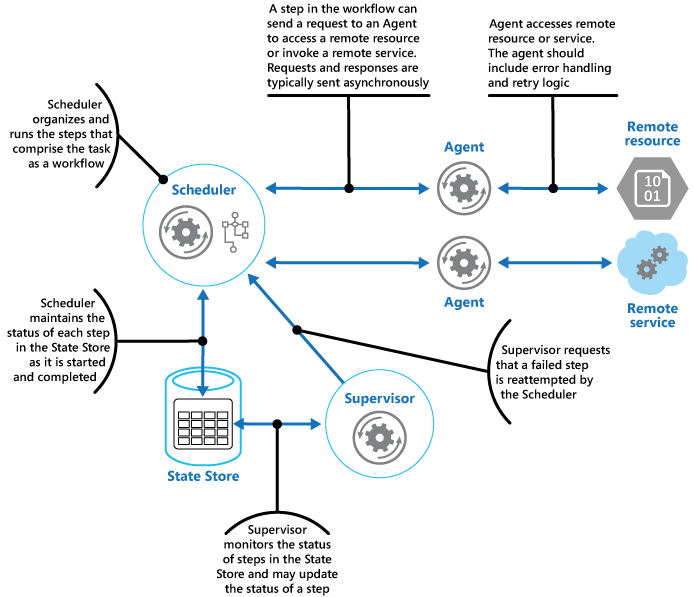 A step in the workflow can
send a request to an Agent
to access a remote resource
or invoke a remote service.
Requests and responses are
typically sent asynchronously
Agent accesses remote
resource or service.
The agent should
include error handling
and retry logic
Scheduler
organizes and
runs the steps that
comprise the task
as a workflow
Scheduler
Agent
Remote
resource
10
01
Agent
Remote
service
Scheduler
maintains the
status of each step
in the State Store
as it is started
and completed
Supervisor requests
that a failed step
is reattempted by
the Scheduler
Supervisor
State Store
Supervisor
monitors the status
of steps in the State
Store and may update
the status of a step